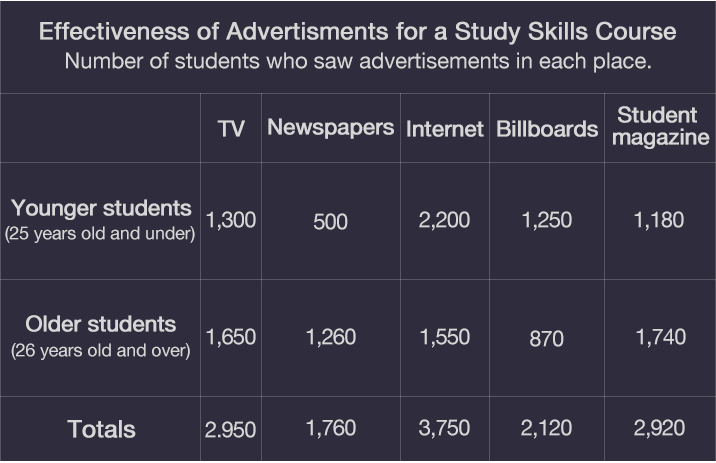 Effectiveness of Advertisments for a Study Skills Course
Number of students who saw advertisements in each place.
TV Newspapers Internet Billboards Student magazine
Younger students (25 years old and under) 1,300 500 2,200 1,250 1,180
Older students (26 years old and over) 1,650 1,260 1,550 870 1,740
Totals 2.950 1,760 3,750 2,120 2,920